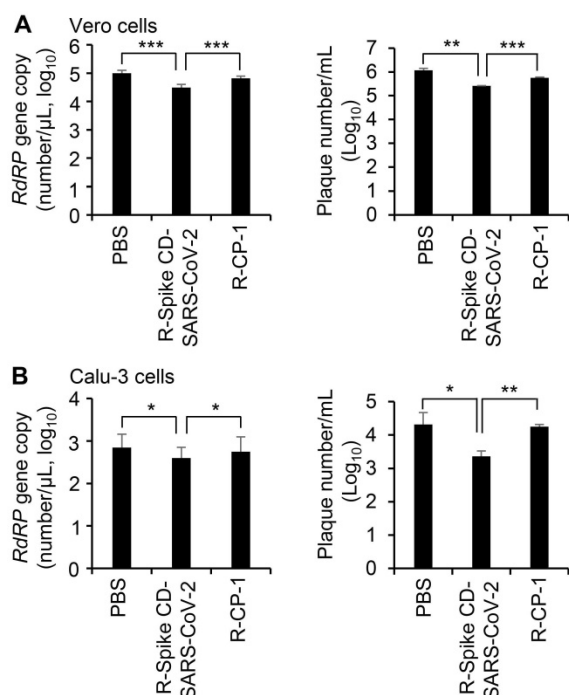 A Vero cells
*** ***
RdRP gene copy
(number/µL, log10)
6
5
4
3
2
1
0
PBS
R-Spike CD-
SARS-CoV-2
R-CP-1
** ***
Plaque number/mL
(Log10)
7
6
5
4
3
2
1
0
PBS
R-Spike CD-
SARS-CoV-2
R-CP-1
B Calu-3 cells
* *
RdRP gene copy
(number/µL, log10)
4
3
2
1
0
PBS
R-Spike CD-
SARS-CoV-2
R-CP-1
* **
Plaque number/mL
(Log10)
5
4
3
2
1
0
PBS
R-Spike CD-
SARS-CoV-2
R-CP-1